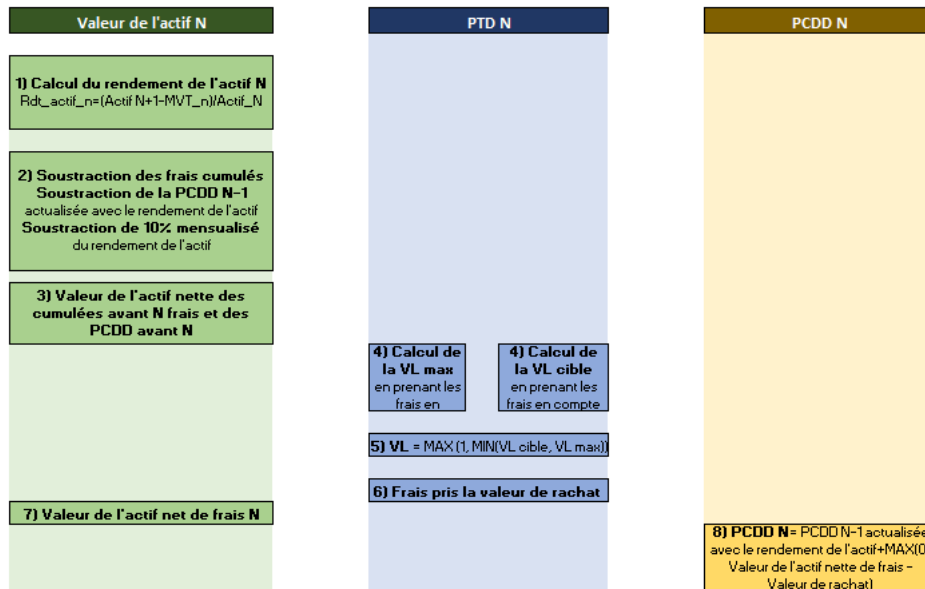 Valeur de l'actif N
PTD N
PCDD N
1) Calcul du rendement de l'actif N
Rdt_actif_n=(Actif N+1-MVT_n)/Actif_N
2) Soustraction des frais cumulés
Soustraction de la PCDD N-1
actualisée avec le rendement de l'actif
Soustraction de 10% mensualisé
du rendement de l'actif
3) Valeur de l'actif nette des
cumulées avant N frais et des
PCDD avant N
4) Calcul de
la VL max
en prenant les
frais en
4) Calcul de
la VL cible
en prenant les
frais en compte
5) VL = MAX (1, MIN(VL cible, VL max))
6) Frais pris la valeur de rachat
7) Valeur de l'actif net de frais N
8) PCDD N = PCDD N-1 actualisée
avec le rendement de l'actif+MAX(0
Valeur de l'actif nette de frais -
Valeur de rachat)